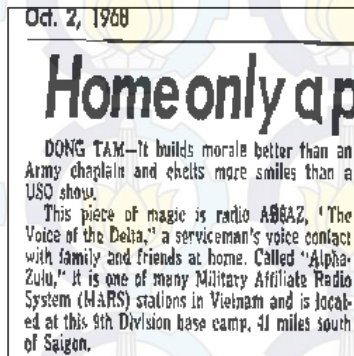 Oct. 2, 1968
Home only a p
DONG TAM—It builds morale better than an
Army chaplain and elicits more smiles than a
USO show.
This piece of magic is radio AB8AZ, "The
Voice of the Delta," a serviceman's voice contact
with family and friends at home. Called "Alpha-
Zulu," it is one of many Military Affiliate Radio
System (MARS) stations in Vietnam and is locat-
ed at this 9th Division base camp, 41 miles south
of Saigon.